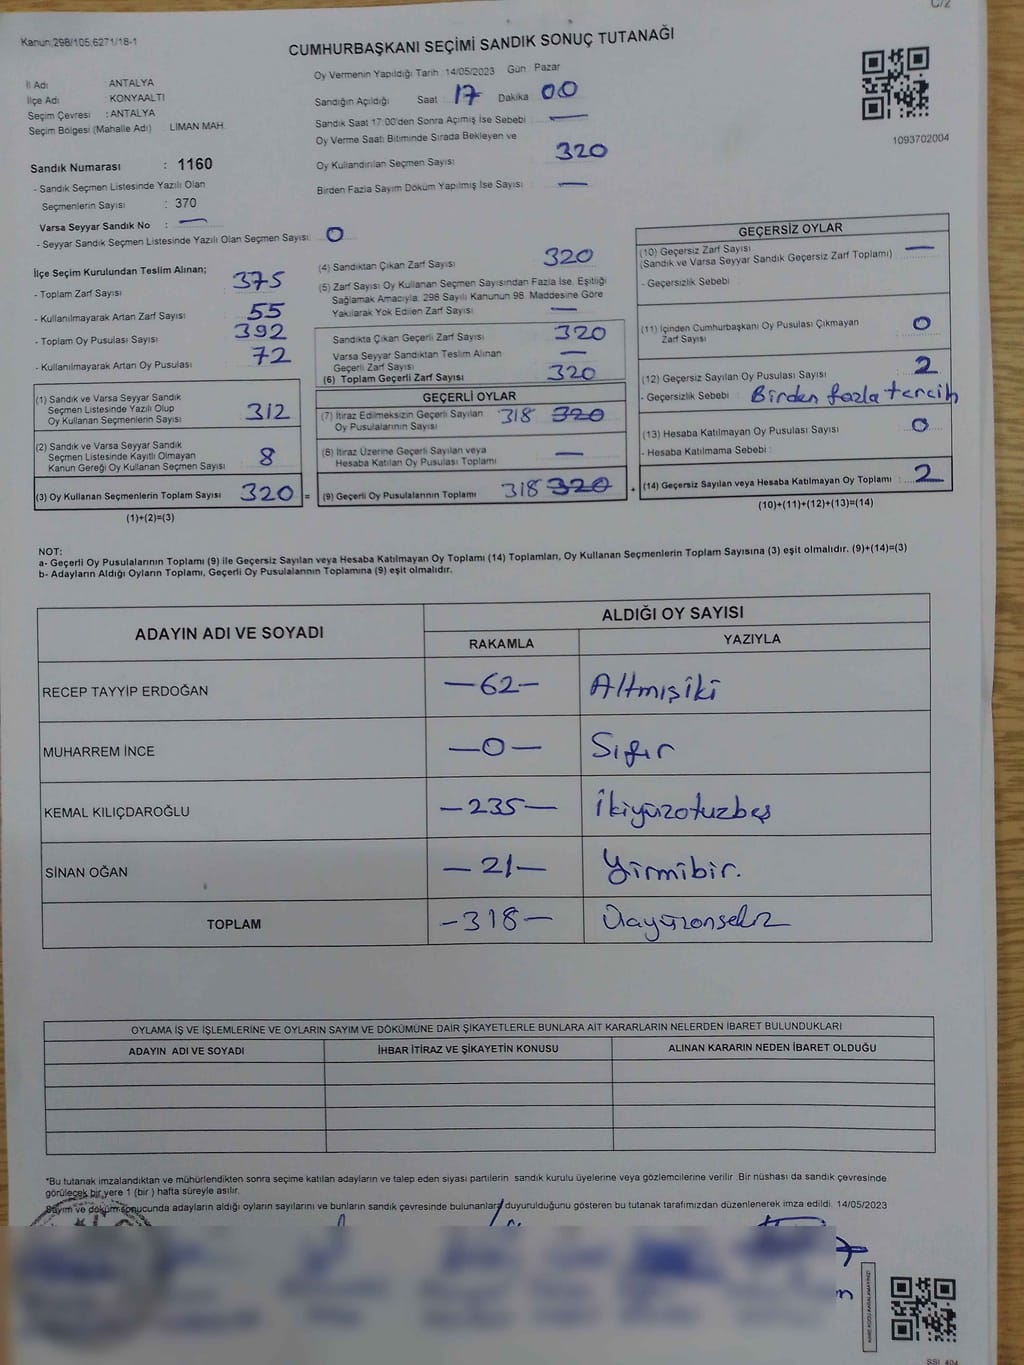 C/2
Kanun:298/105;6271/18-1
CUMHURBAŞKANI SEÇİMİ SANDIK SONUÇ TUTANAĞI
İl Adı ANTALYA
İlçe Adı : KONYAALTI
Seçim Çevresi : ANTALYA
Seçim Bölgesi (Mahalle Adı) LIMAN MAH.
Oy Vermenin Yapıldığı Tarih 14/05/2023 Gün Pazar
Sandığın Açıldığı Saat 17 Dakika 00
Sandık Saat 17:00'den Sonra Açımış İse Sebebi —
Oy Verme Saati Bitiminde Sırada Bekleyen ve
Oy Kullandırılan Seçmen Sayısı 320
Birden Fazla Sayım Döküm Yapılmış İse Sayısı —
1093702004
Sandık Numarası : 1160
- Sandık Seçmen Listesinde Yazılı Olan
Seçmenlerin Sayısı : 370
Varsa Seyyar Sandık No : —
- Seyyar Sandık Seçmen Listesinde Yazılı Olan Seçmen Sayısı: 0
İlçe Seçim Kurulundan Teslim Alınan;
- Toplam Zarf Sayısı 375
- Kullanılmayarak Artan Zarf Sayısı 55
- Toplam Oy Pusulası Sayısı 392
- Kullanılmayarak Artan Oy Pusulası 72
(1) Sandık ve Varsa Seyyar Sandık
Seçmen Listesinde Yazılı Olup
Oy Kullanan Seçmenlerin Sayısı 312
(2) Sandık ve Varsa Seyyar Sandık
Seçmen Listesinde Kayıtlı Olmayan
Kanun Gereği Oy Kullanan Seçmen Sayısı 8
(3) Oy Kullanan Seçmenlerin Toplam Sayısı 320 =
(1)+(2)=(3)
(4) Sandıktan Çıkan Zarf Sayısı 320
(5) Zarf Sayısı Oy Kullanan Seçmen Sayısından Fazla İse, Eşitliği
Sağlamak Amacıyla, 298 Sayılı Kanunun 98. Maddesine Göre
Yakılarak Yok Edilen Zarf Sayısı —
Sandıkta Çıkan Geçerli Zarf Sayısı 320
Varsa Seyyar Sandıktan Teslim Alınan
Geçerli Zarf Sayısı —
(6) Toplam Geçerli Zarf Sayısı 320
GEÇERLİ OYLAR
(7) İtiraz Edilmeksizin Geçerli Sayılan
Oy Pusulalarının Sayısı 318 320
(8) İtiraz Üzerine Geçerli Sayılan veya
Hesaba Katılan Oy Pusulası Toplamı —
(9) Geçerli Oy Pusulalarının Toplamı 318 320 +
GEÇERSİZ OYLAR
(10) Geçersiz Zarf Sayısı —
(Sandık ve Varsa Seyyar Sandık Geçersiz Zarf Toplamı)
- Geçersizlik Sebebi :
(11) İçinden Cumhurbaşkanı Oy Pusulası Çıkmayan
Zarf Sayısı 0
(12) Geçersiz Sayılan Oy Pusulası Sayısı 2
- Geçersizlik Sebebi : Birden fazla tercih
(13) Hesaba Katılmayan Oy Pusulası Sayısı 0
- Hesaba Katılmama Sebebi :
(14) Geçersiz Sayılan veya Hesaba Katılmayan Oy Toplamı : 2
(10)+(11)+(12)+(13)=(14)
NOT:
a- Geçerli Oy Pusulalarının Toplamı (9) ile Geçersiz Sayılan veya Hesaba Katılmayan Oy Toplamı (14) Toplamları, Oy Kullanan Seçmenlerin Toplam Sayısına (3) eşit olmalıdır. (9)+(14)=(3)
b- Adayların Aldığı Oyların Toplamı, Geçerli Oy Pusulalarının Toplamına (9) eşit olmalıdır.
ADAYIN ADI VE SOYADI
ALDIĞI OY SAYISI
RAKAMLA YAZIYLA
RECEP TAYYİP ERDOĞAN —62— Altmışiki
MUHARREM İNCE —0— Sıfır
KEMAL KILIÇDAROĞLU —235— İkiyüzotuzbeş
SİNAN OĞAN —21— Yirmibir.
TOPLAM —318— Üçyüzonsekiz
OYLAMA İŞ VE İŞLEMLERİNE VE OYLARIN SAYIM VE DÖKÜMÜNE DAİR ŞİKAYETLERLE BUNLARA AİT KARARLARIN NELERDEN İBARET BULUNDUKLARI
ADAYIN ADI VE SOYADI İHBAR İTİRAZ VE ŞİKAYETİN KONUSU ALINAN KARARIN NEDEN İBARET OLDUĞU
*Bu tutanak imzalandıktan ve mühürlendikten sonra seçime katılan adayların ve talep eden siyasi partilerin sandık kurulu üyelerine veya gözlemcilerine verilir. Bir nüshası da sandık çevresinde
görülecek bir yere 1 (bir ) hafta süreyle asılır.
Sayım ve döküm sonucunda adayların aldığı oyların sayılarını ve bunların sandık çevresinde bulunanlara duyurulduğunu gösteren bu tutanak tarafımızdan düzenlenerek imza edildi. 14/05/2023
SSI_404